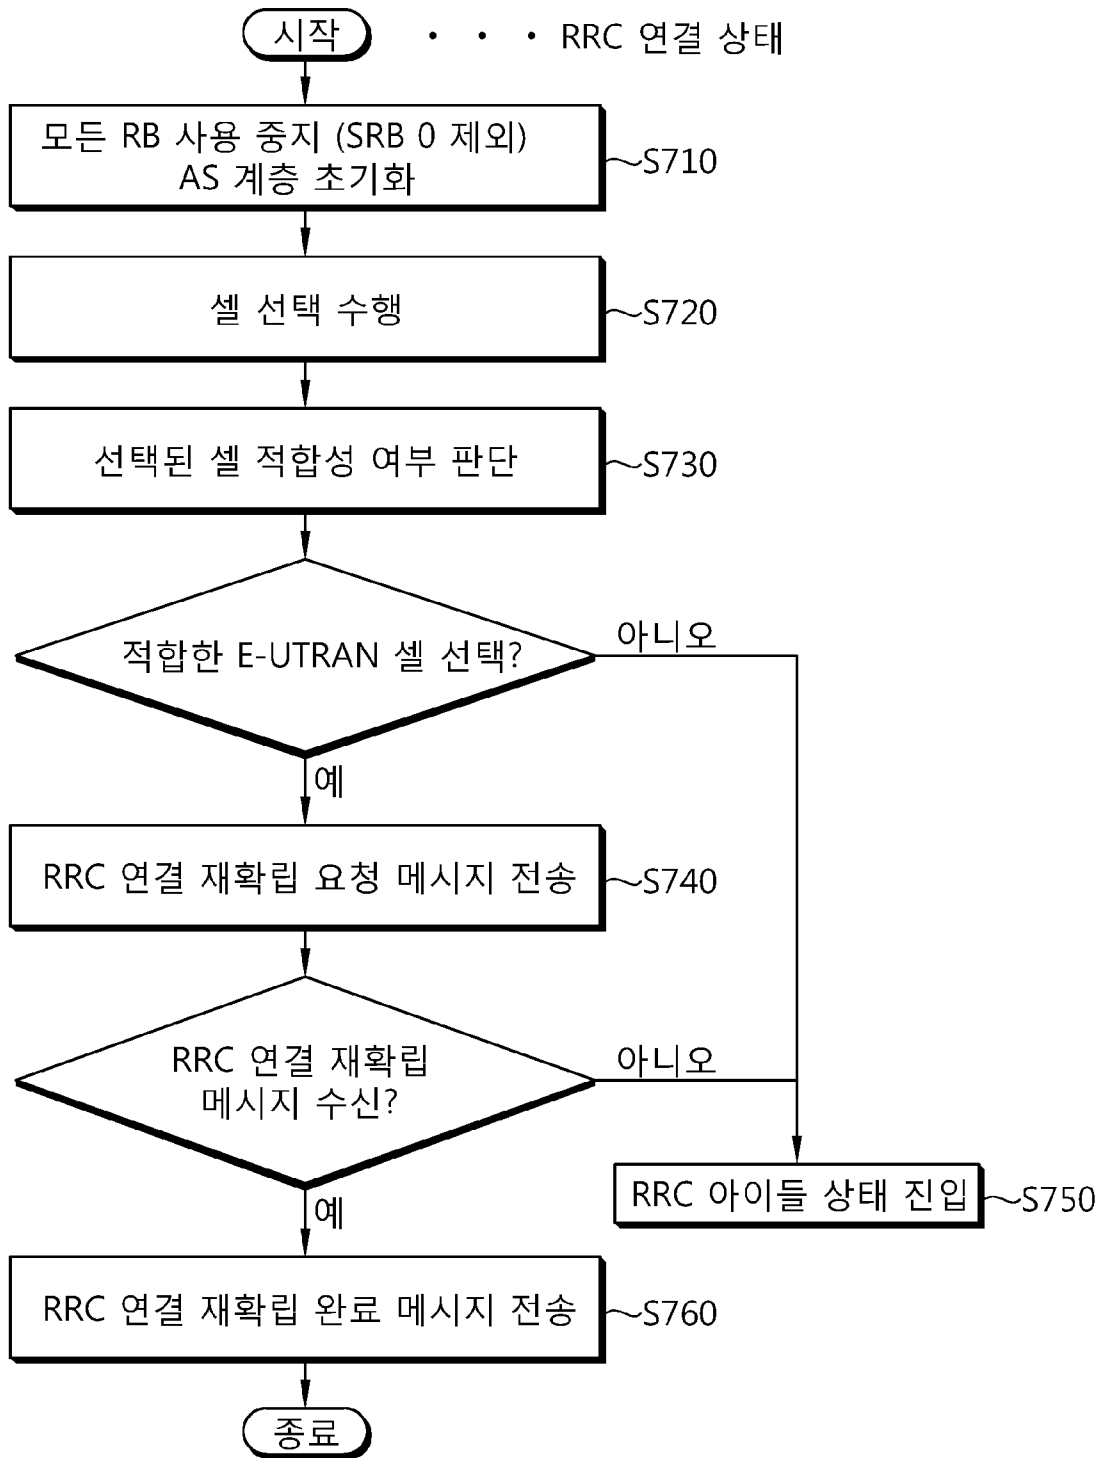 시작 · · · RRC 연결 상태
모든 RB 사용 중지 (SRB 0 제외)
AS 계층 초기화
S710
셀 선택 수행
S720
선택된 셀 적합성 여부 판단
S730
적합한 E-UTRAN 셀 선택?
아니오
예
RRC 연결 재확립 요청 메시지 전송
S740
RRC 연결 재확립
메시지 수신?
아니오
RRC 아이들 상태 진입
S750
예
RRC 연결 재확립 완료 메시지 전송
S760
종료